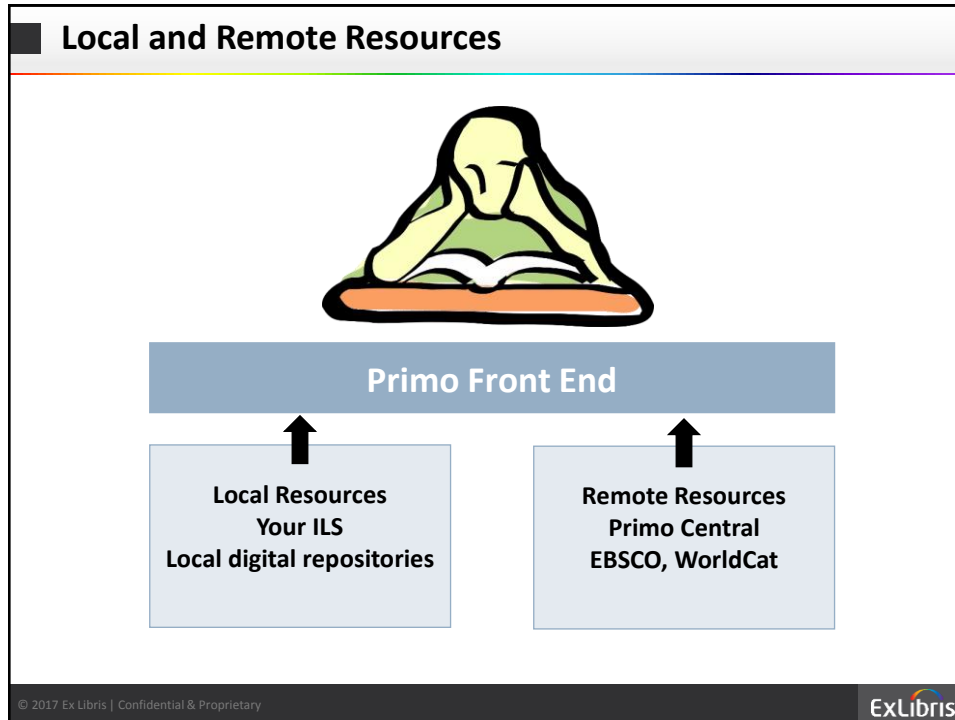 Local and Remote Resources
Primo Front End
Local Resources
Your ILS
Local digital repositories
Remote Resources
Primo Central
EBSCO, WorldCat
© 2017 Ex Libris | Confidential & Proprietary
ExLibris